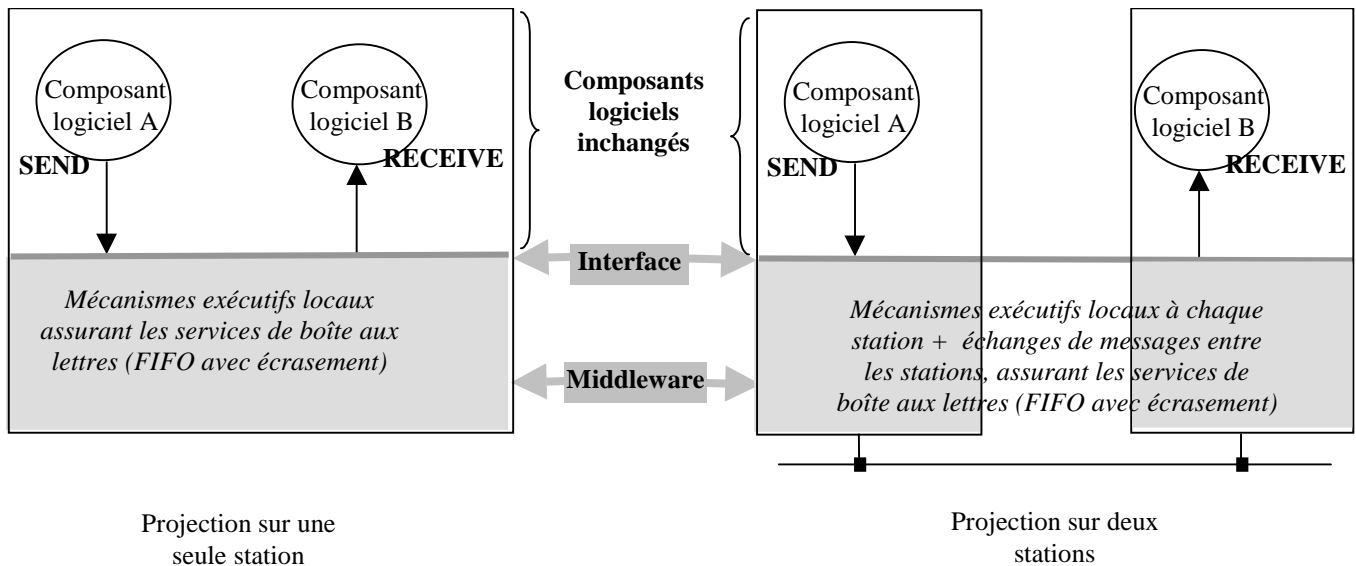 Composant
logiciel A
SEND
Composant
logiciel B
RECEIVE
Mécanismes exécutifs locaux
assurant les services de boîte aux
lettres (FIFO avec écrasement)
Composants
logiciels
inchangés
Interface
Middleware
Composant
logiciel A
SEND
Composant
logiciel B
RECEIVE
Mécanismes exécutifs locaux à chaque
station + échanges de messages entre
les stations, assurant les services de
boîte aux lettres (FIFO avec écrasement)
Projection sur une
seule station
Projection sur deux
stations